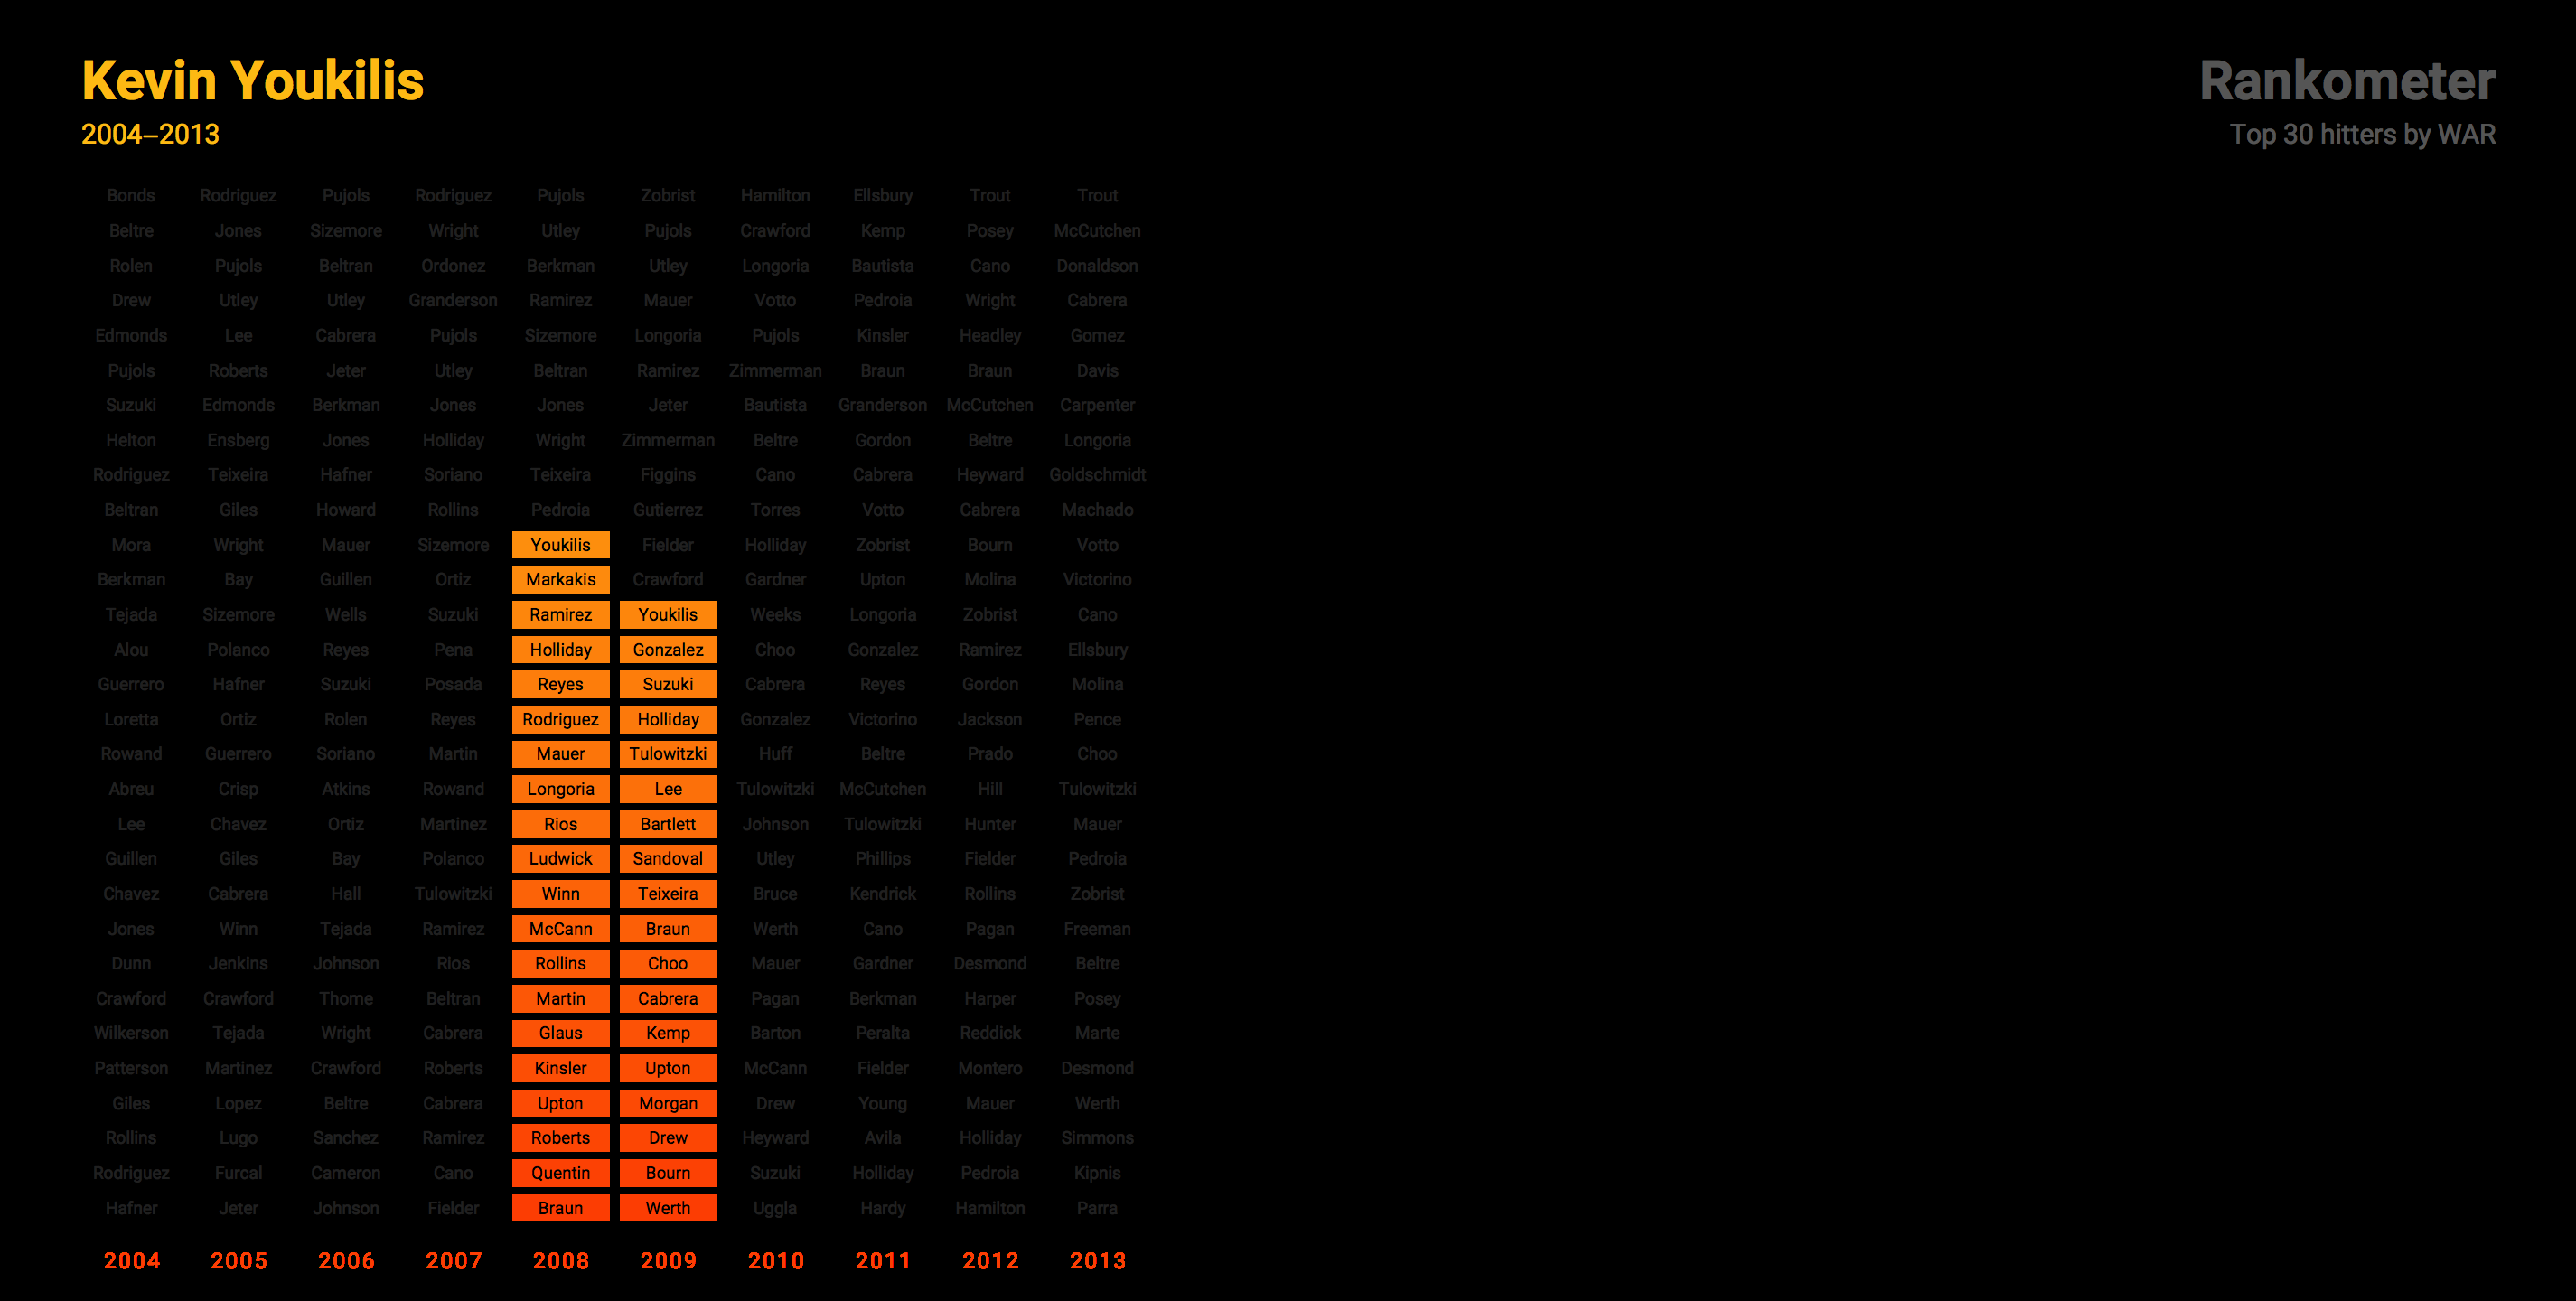 Kevin Youkilis
2004–2013
Rankometer
Top 30 hitters by WAR
Bonds Rodriguez Pujols Rodriguez Pujols Zobrist Hamilton Ellsbury Trout Trout
Beltre Jones Sizemore Wright Utley Pujols Crawford Kemp Posey McCutchen
Rolen Pujols Beltran Ordonez Berkman Utley Longoria Bautista Cano Donaldson
Drew Utley Utley Granderson Ramirez Mauer Votto Pedroia Wright Cabrera
Edmonds Lee Cabrera Pujols Sizemore Longoria Pujols Kinsler Headley Gomez
Pujols Roberts Jeter Utley Beltran Ramirez Zimmerman Braun Braun Davis
Suzuki Edmonds Berkman Jones Jones Jeter Bautista Granderson McCutchen Carpenter
Helton Ensberg Jones Holliday Wright Zimmerman Beltre Gordon Beltre Longoria
Rodriguez Teixeira Hafner Soriano Teixeira Figgins Cano Cabrera Heyward Goldschmidt
Beltran Giles Howard Rollins Pedroia Gutierrez Torres Votto Cabrera Machado
Mora Wright Mauer Sizemore Youkilis Fielder Holliday Zobrist Bourn Votto
Berkman Bay Guillen Ortiz Markakis Crawford Gardner Upton Molina Victorino
Tejada Sizemore Wells Suzuki Ramirez Youkilis Weeks Longoria Zobrist Cano
Alou Polanco Reyes Pena Holliday Gonzalez Choo Gonzalez Ramirez Ellsbury
Guerrero Hafner Suzuki Posada Reyes Suzuki Cabrera Reyes Gordon Molina
Loretta Ortiz Rolen Reyes Rodriguez Holliday Gonzalez Victorino Jackson Pence
Rowand Guerrero Soriano Martin Mauer Tulowitzki Huff Beltre Prado Choo
Abreu Crisp Atkins Rowand Longoria Lee Tulowitzki McCutchen Hill Tulowitzki
Lee Chavez Ortiz Martinez Rios Bartlett Johnson Tulowitzki Hunter Mauer
Guillen Giles Bay Polanco Ludwick Sandoval Utley Phillips Fielder Pedroia
Chavez Cabrera Hall Tulowitzki Winn Teixeira Bruce Kendrick Rollins Zobrist
Jones Winn Tejada Ramirez McCann Braun Werth Cano Pagan Freeman
Dunn Jenkins Johnson Rios Rollins Choo Mauer Gardner Desmond Beltre
Crawford Crawford Thome Beltran Martin Cabrera Pagan Berkman Harper Posey
Wilkerson Tejada Wright Cabrera Glaus Kemp Barton Peralta Reddick Marte
Patterson Martinez Crawford Roberts Kinsler Upton McCann Fielder Montero Desmond
Giles Lopez Beltre Cabrera Upton Morgan Drew Young Mauer Werth
Rollins Lugo Sanchez Ramirez Roberts Drew Heyward Avila Holliday Simmons
Rodriguez Furcal Cameron Cano Quentin Bourn Suzuki Holliday Pedroia Kipnis
Hafner Jeter Johnson Fielder Braun Werth Uggla Hardy Hamilton Parra
2004 2005 2006 2007 2008 2009 2010 2011 2012 2013